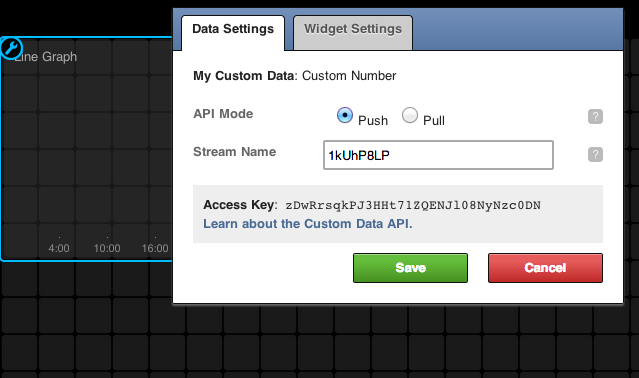 Data Settings
Widget Settings
Line Graph
My Custom Data: Custom Number
API Mode
Push
Pull
?
Stream Name
1kUhP8LP
?
Access Key: zDwRrsqkPJ3HHt71ZQENJl08NyNzc0DN
Learn about the Custom Data API.
4:00 10:00 16:00
Save
Cancel